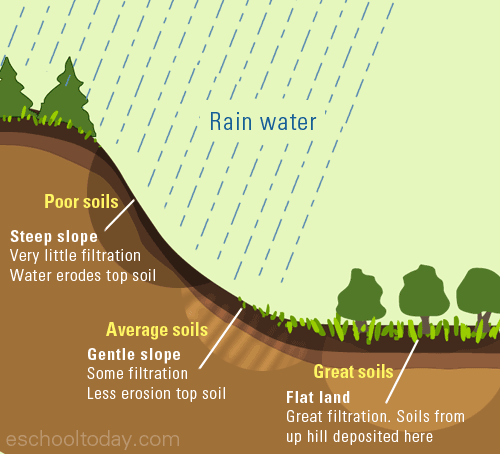 Rain water
Poor soils
Steep slope
Very little filtration
Water erodes top soil
Average soils
Gentle slope
Some filtration
Less erosion top soil
Great soils
Flat land
Great filtration. Soils from
up hill deposited here
eschooltoday.com